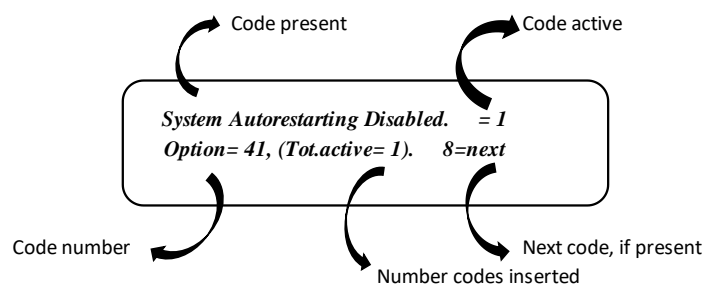 Code present
Code active
System Autorestarting Disabled. = 1
Option= 41, (Tot.active= 1). 8=next
Code number
Next code, if present
Number codes inserted